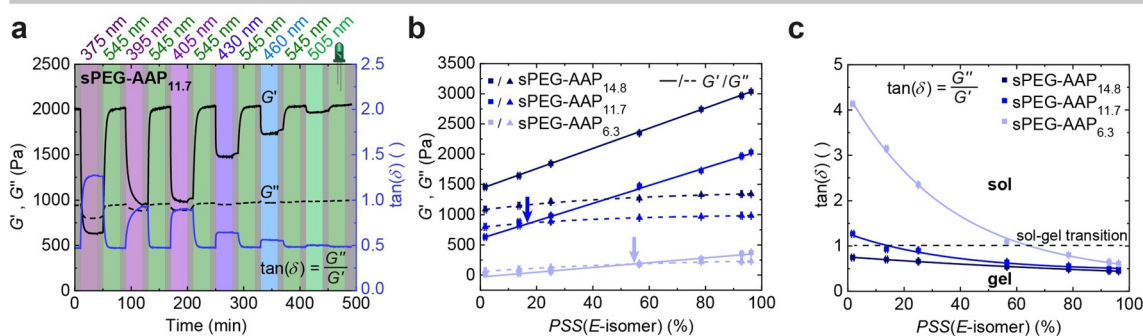 a
375 nm
545 nm
395 nm
545 nm
405 nm
545 nm
430 nm
545 nm
460 nm
545 nm
505 nm
sPEG-AAP11.7
G'
G''
tan(δ) = G''/G'
G' , G'' (Pa)
2500
2000
1500
1000
500
0
tan(δ) ( )
2.5
2.0
1.5
1.0
0.5
0.0
0 100 200 300 400 500
Time (min)
b
/ sPEG-AAP14.8
/ sPEG-AAP11.7
/ sPEG-AAP6.3
/ G' /G''
G' , G'' (Pa)
3500
3000
2500
2000
1500
1000
500
0
0 20 40 60 80 100
PSS(E-isomer) (%)
c
tan(δ) = G''/G'
sPEG-AAP14.8
sPEG-AAP11.7
sPEG-AAP6.3
sol
sol-gel transition
gel
tan(δ) ( )
5
4
3
2
1
0
0 20 40 60 80 100
PSS(E-isomer) (%)